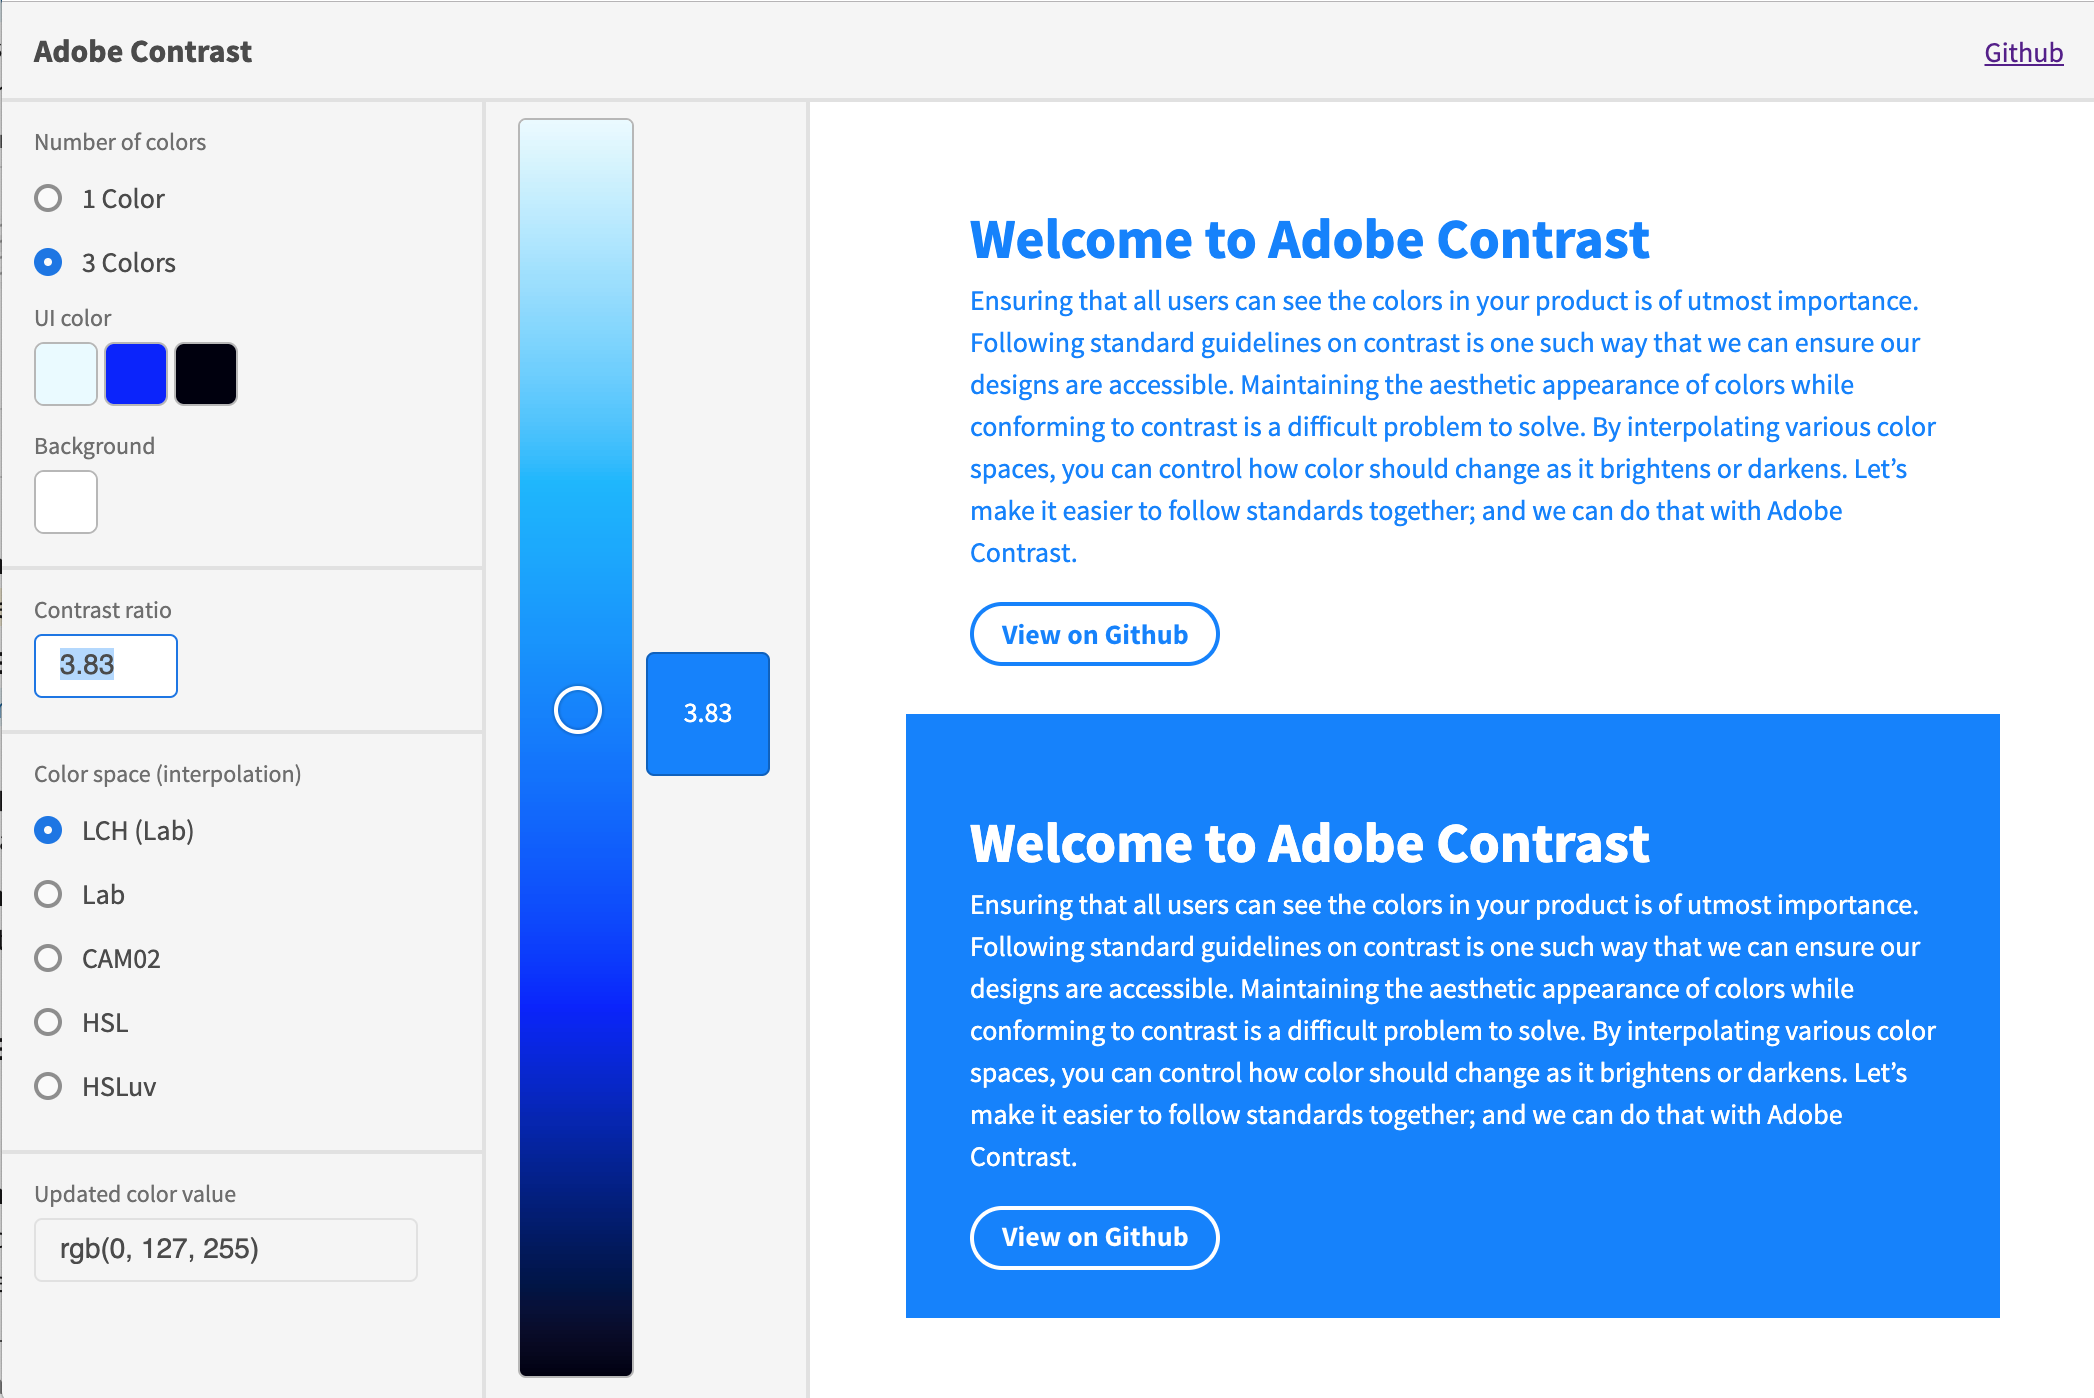 Adobe Contrast
Github
Number of colors
1 Color
3 Colors
UI color
Background
Contrast ratio
3.83
Color space (interpolation)
LCH (Lab)
Lab
CAM02
HSL
HSLuv
Updated color value
rgb(0, 127, 255)
3.83
Welcome to Adobe Contrast
Ensuring that all users can see the colors in your product is of utmost importance.
Following standard guidelines on contrast is one such way that we can ensure our
designs are accessible. Maintaining the aesthetic appearance of colors while
conforming to contrast is a difficult problem to solve. By interpolating various color
spaces, you can control how color should change as it brightens or darkens. Let’s
make it easier to follow standards together; and we can do that with Adobe
Contrast.
View on Github
Welcome to Adobe Contrast
Ensuring that all users can see the colors in your product is of utmost importance.
Following standard guidelines on contrast is one such way that we can ensure our
designs are accessible. Maintaining the aesthetic appearance of colors while
conforming to contrast is a difficult problem to solve. By interpolating various color
spaces, you can control how color should change as it brightens or darkens. Let’s
make it easier to follow standards together; and we can do that with Adobe
Contrast.
View on Github